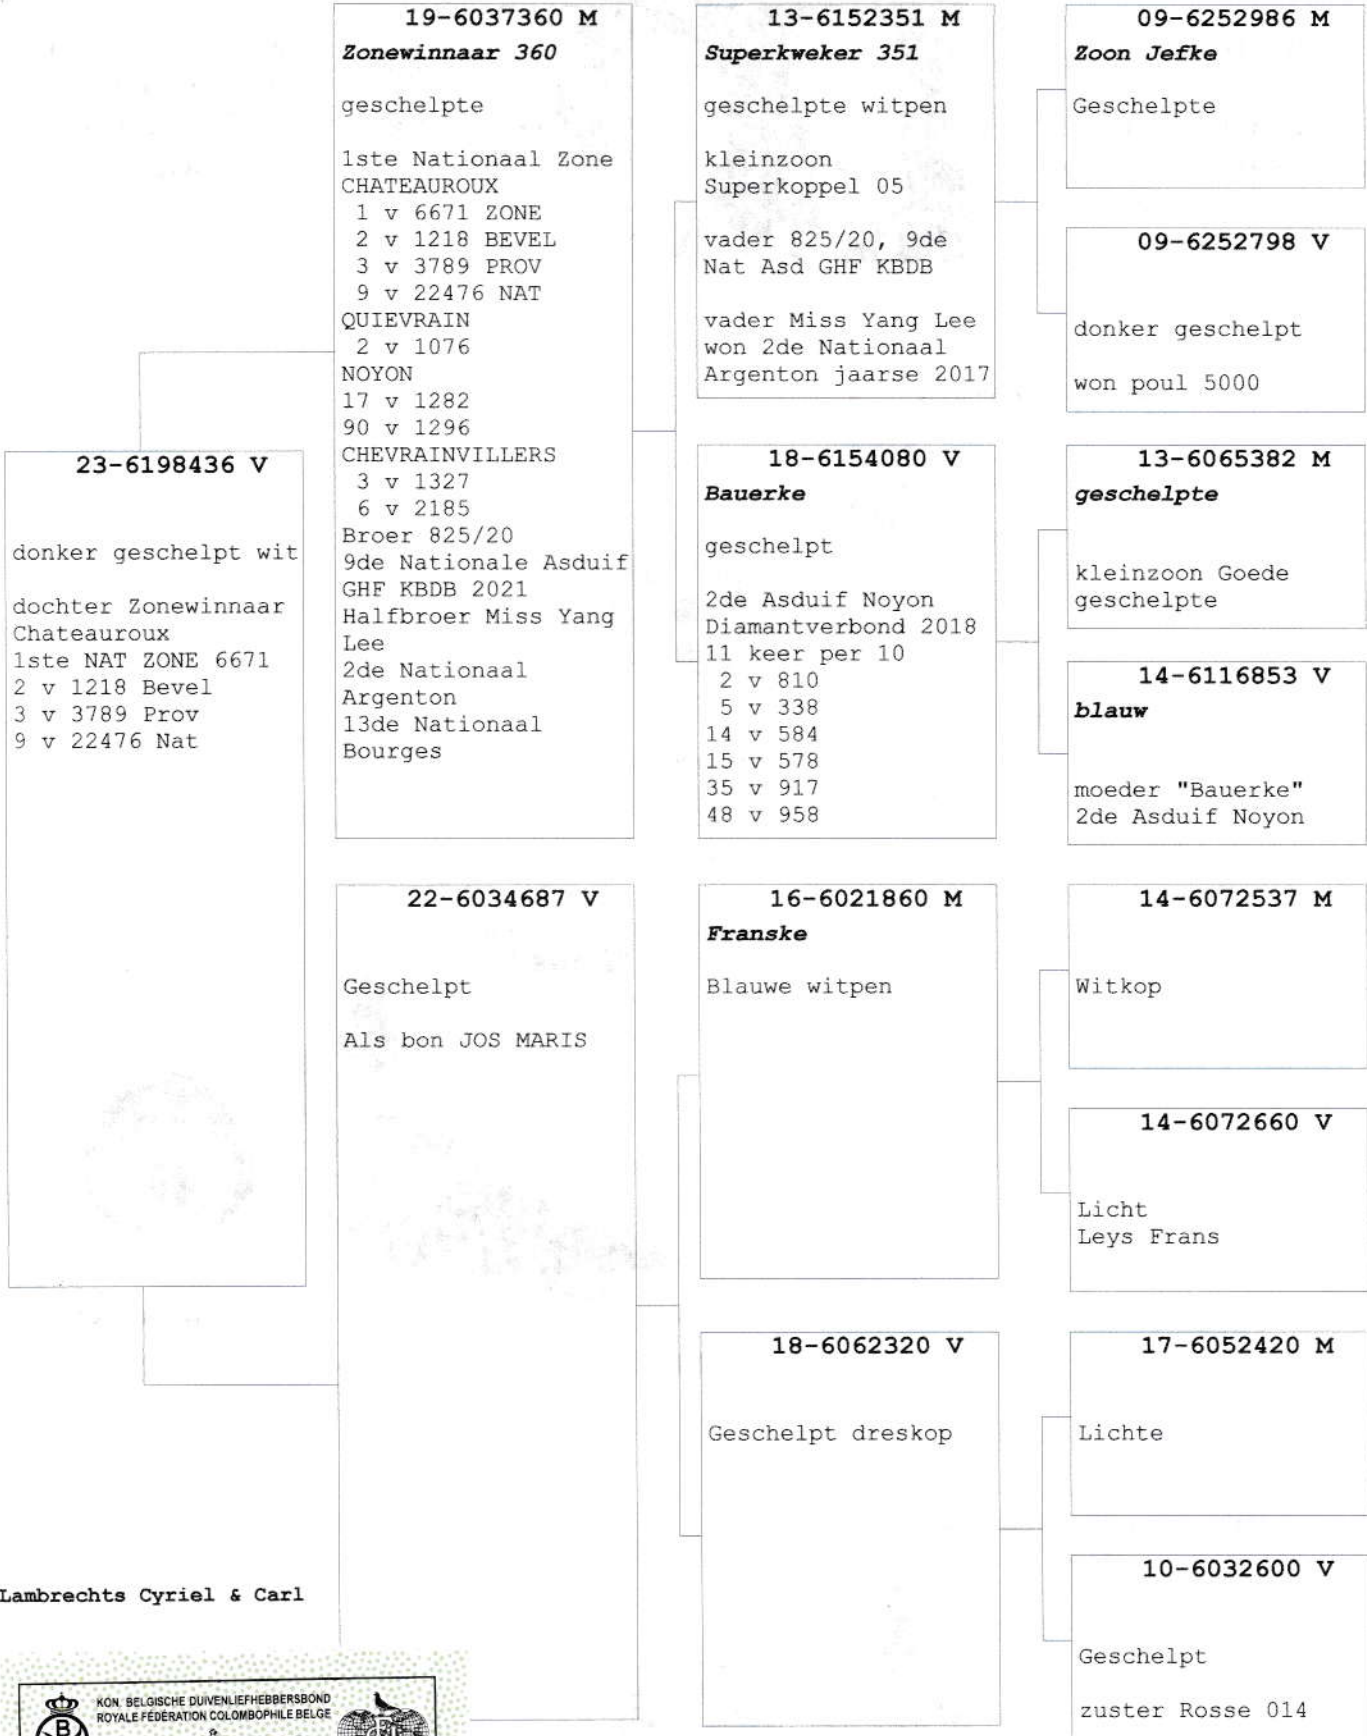 23-6198436 V
donker geschelpt wit
dochter Zonewinnaar
Chateauroux
1ste NAT ZONE 6671
2 v 1218 Bevel
3 v 3789 Prov
9 v 22476 Nat
19-6037360 M
Zonewinnaar 360
geschelpte
1ste Nationaal Zone
CHATEAUROUX
1 v 6671 ZONE
2 v 1218 BEVEL
3 v 3789 PROV
9 v 22476 NAT
QUIEVRAIN
2 v 1076
NOYON
17 v 1282
90 v 1296
CHEVRAINVILLERS
3 v 1327
6 v 2185
Broer 825/20
9de Nationale Asduif
GHF KBDB 2021
Halfbroer Miss Yang
Lee
2de Nationaal
Argenton
13de Nationaal
Bourges
22-6034687 V
Geschelpt
Als bon JOS MARIS
13-6152351 M
Superkweker 351
geschelpte witpen
kleinzoon
Superkoppel 05
vader 825/20, 9de
Nat Asd GHF KBDB
vader Miss Yang Lee
won 2de Nationaal
Argenton jaarse 2017
18-6154080 V
Bauerke
geschelpt
2de Asduif Noyon
Diamantverbond 2018
11 keer per 10
2 v 810
5 v 338
14 v 584
15 v 578
35 v 917
48 v 958
16-6021860 M
Franske
Blauwe witpen
18-6062320 V
Geschelpt dreskop
09-6252986 M
Zoon Jefke
Geschelpte
09-6252798 V
donker geschelpt
won poul 5000
13-6065382 M
geschelpte
kleinzoon Goede
geschelpte
14-6116853 V
blauw
moeder "Bauerke"
2de Asduif Noyon
14-6072537 M
Witkop
14-6072660 V
Licht
Leys Frans
17-6052420 M
Lichte
10-6032600 V
Geschelpt
zuster Rosse 014
Lambrechts Cyriel & Carl
KON. BELGISCHE DUIVENLIEFHEBBERSBOND
ROYALE FÉDÉRATION COLOMBOPHILE BELGE
B